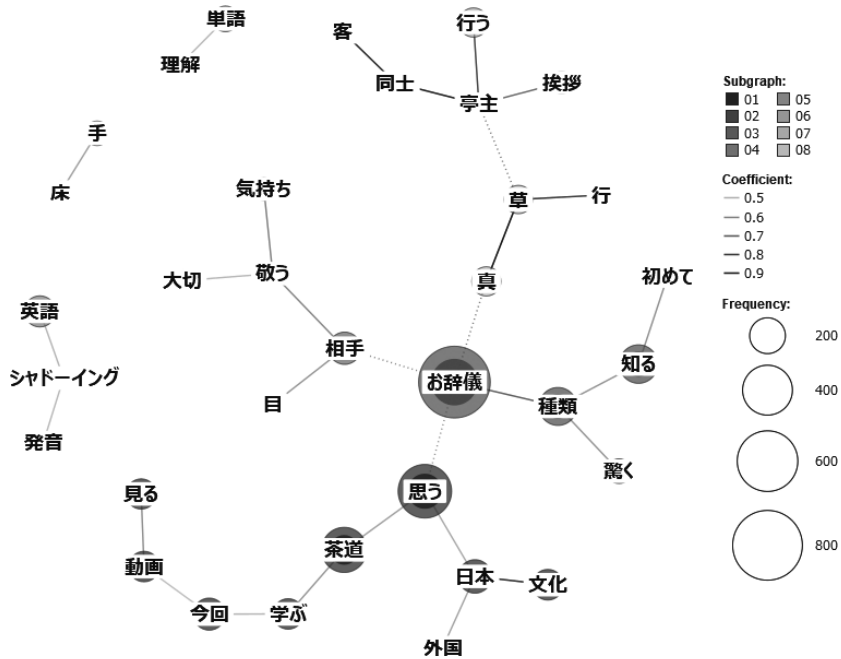 単語
理解
客
行う
同士
亭主
挨拶
手
床
草
行
気持ち
大切
敬う
真
初めて
英語
相手
お辞儀
知る
シャドーイング
目
種類
発音
驚く
見る
思う
動画
茶道
今回
学ぶ
日本
文化
外国
Subgraph:
01 05
02 06
03 07
04 08
Coefficient:
0.5
0.6
0.7
0.8
0.9
Frequency:
200
400
600
800